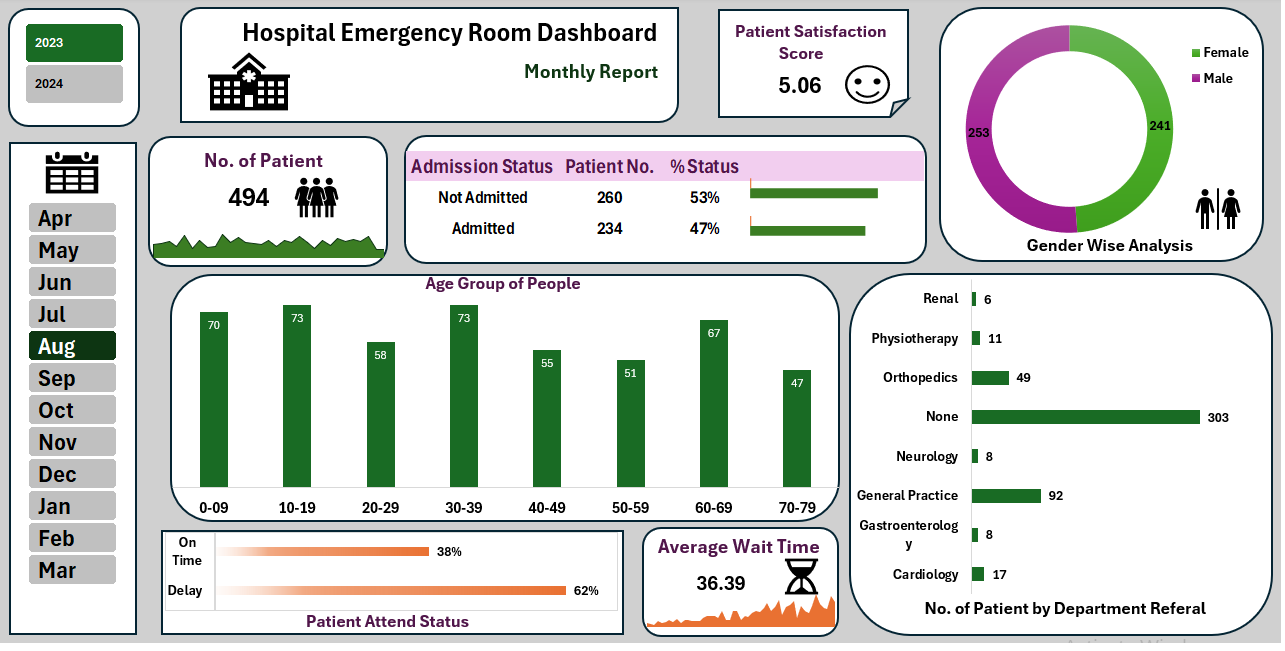 2023
2024
Hospital Emergency Room Dashboard
Monthly Report
Patient Satisfaction
Score
5.06
Female
Male
253
241
Gender Wise Analysis
Apr
May
Jun
Jul
Aug
Sep
Oct
Nov
Dec
Jan
Feb
Mar
No. of Patient
494
Admission Status Patient No. % Status
Not Admitted 260 53%
Admitted 234 47%
Age Group of People
70 73 58 73 55 51 67 47
0-09 10-19 20-29 30-39 40-49 50-59 60-69 70-79
Renal 6
Physiotherapy 11
Orthopedics 49
None 303
Neurology 8
General Practice 92
Gastroenterolog
y 8
Cardiology 17
No. of Patient by Department Referal
On
Time 38%
Delay 62%
Patient Attend Status
Average Wait Time
36.39